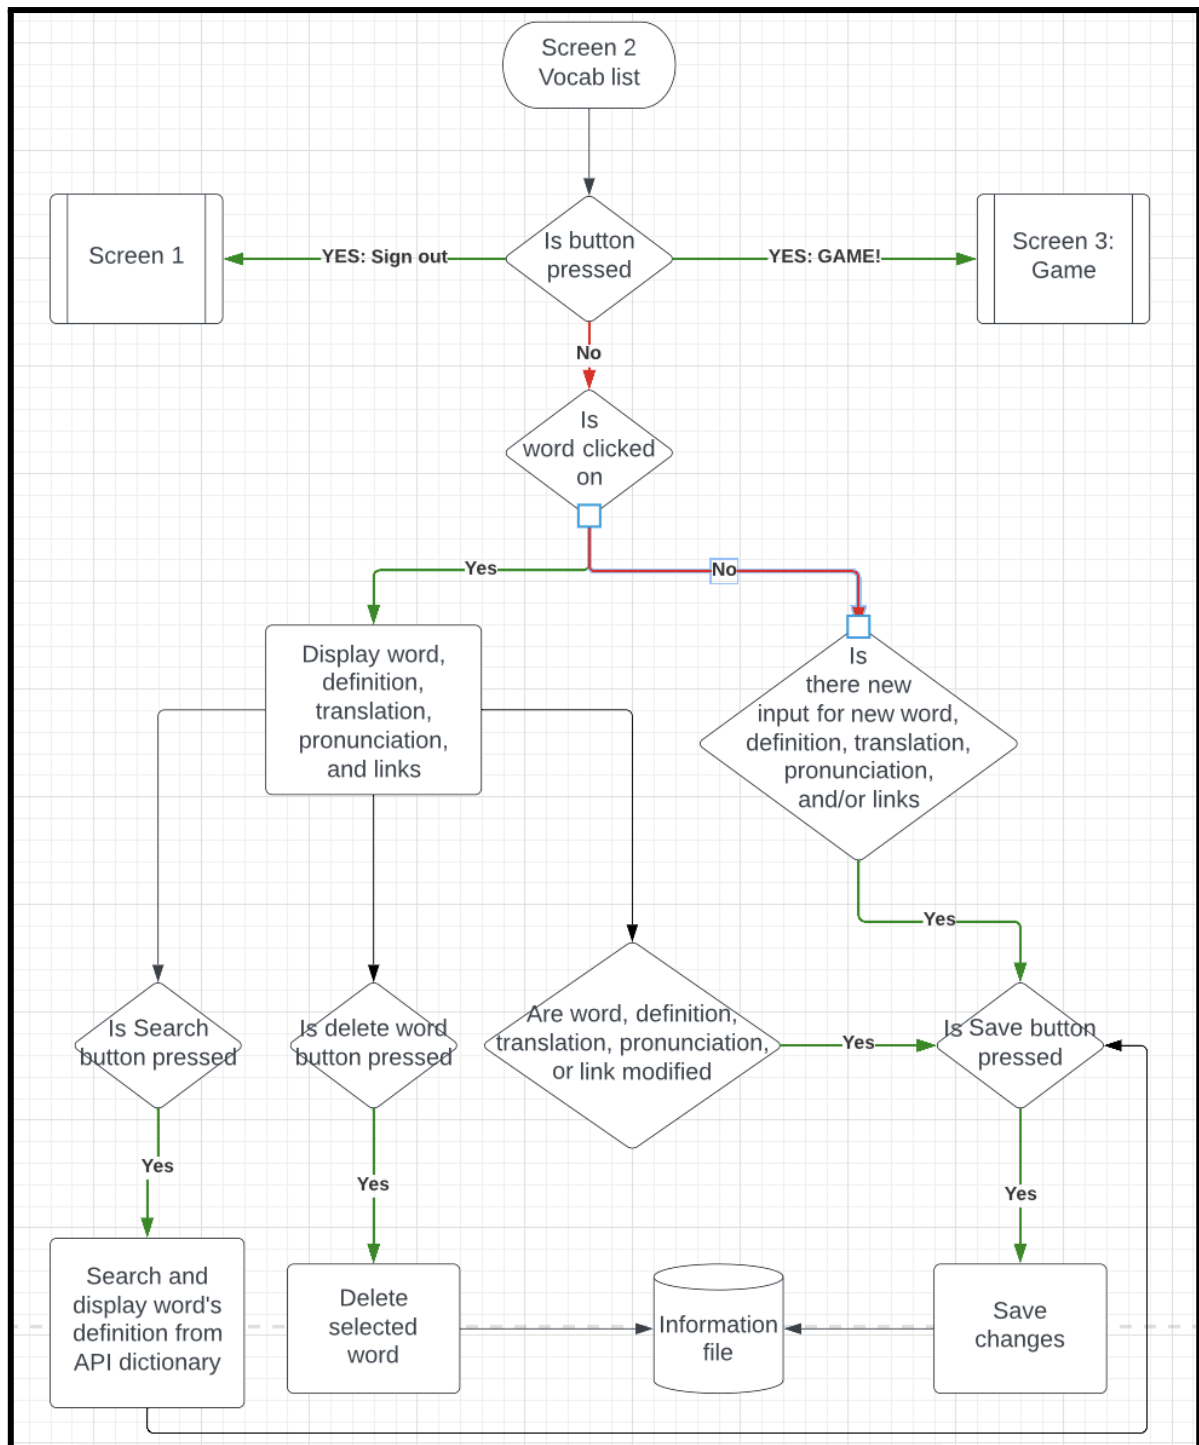 Screen 2
Vocab list
Screen 1
YES: Sign out
Is button
pressed
YES: GAME!
Screen 3:
Game
No
Is
word clicked
on
Yes
No
Display word,
definition,
translation,
pronunciation,
and links
Is
there new
input for new word,
definition, translation,
pronunciation,
and/or links
Yes
Is Search
button pressed
Is delete word
button pressed
Are word, definition,
translation, pronunciation,
or link modified
Yes
Is Save button
pressed
Yes
Yes
Yes
Search and
display word's
definition from
API dictionary
Delete
selected
word
Information
file
Save
changes